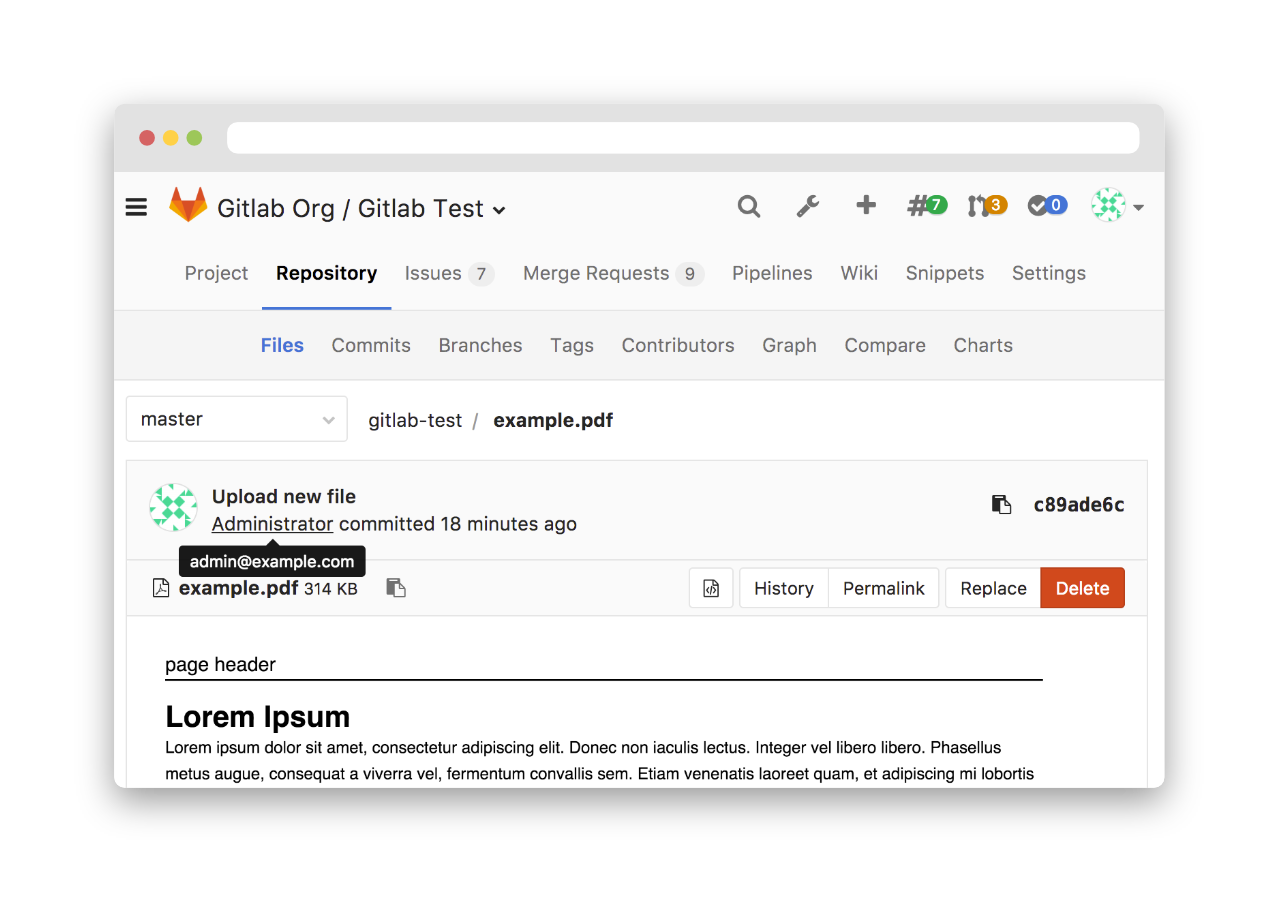 Gitlab Org / Gitlab Test
7
3
0
Project Repository Issues 7 Merge Requests 9 Pipelines Wiki Snippets Settings
Files Commits Branches Tags Contributors Graph Compare Charts
master
gitlab-test / example.pdf
Upload new file
Administrator committed 18 minutes ago
c89ade6c
admin@example.com
example.pdf 314 KB
History Permalink Replace Delete
page header
Lorem Ipsum
Lorem ipsum dolor sit amet, consectetur adipiscing elit. Donec non iaculis lectus. Integer vel libero libero. Phasellus
metus augue, consequat a viverra vel, fermentum convallis sem. Etiam venenatis laoreet quam, et adipiscing mi lobortis